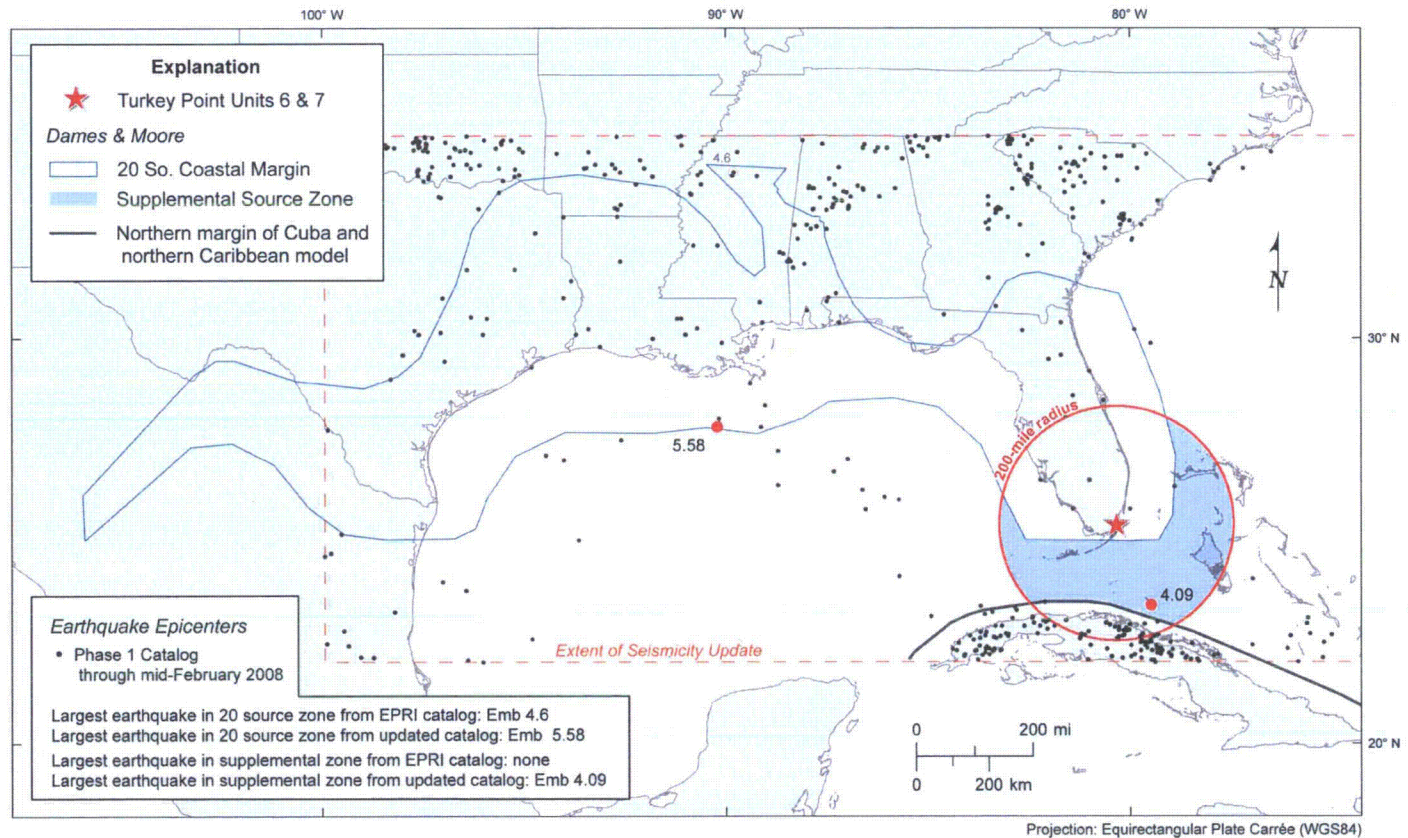 100° W
90° W
80° W
Explanation
Turkey Point Units 6 & 7
Dames & Moore
20 So. Coastal Margin
Supplemental Source Zone
Northern margin of Cuba and
northern Caribbean model
4.6
N
30° N
200-mile radius
5.58
4.09
Earthquake Epicenters
• Phase 1 Catalog
through mid-February 2008
Extent of Seismicity Update
Largest earthquake in 20 source zone from EPRI catalog: Emb 4.6
Largest earthquake in 20 source zone from updated catalog: Emb 5.58
Largest earthquake in supplemental zone from EPRI catalog: none
Largest earthquake in supplemental zone from updated catalog: Emb 4.09
0 200 mi
0 200 km
20° N
Projection: Equirectangular Plate Carrée (WGS84)